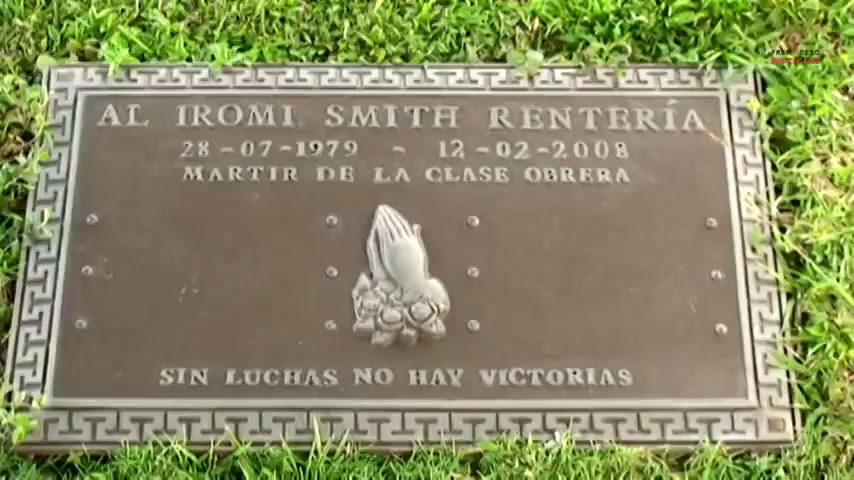 AL IROMI SMITH RENTERÍA
28-07-1979 - 12-02-2008
MARTIR DE LA CLASE OBRERA
SIN LUCHAS NO HAY VICTORIAS